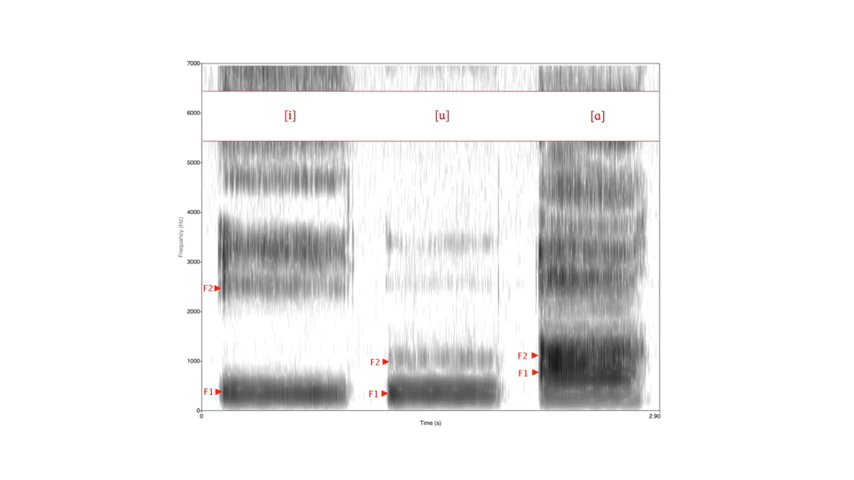 7000
6000
[i] [u] [ɑ]
5000
4000
Frequency (Hz)
3000
F2
2000
1000
F2
F2
F1
F1
F1
0
0 2.90
Time (s)